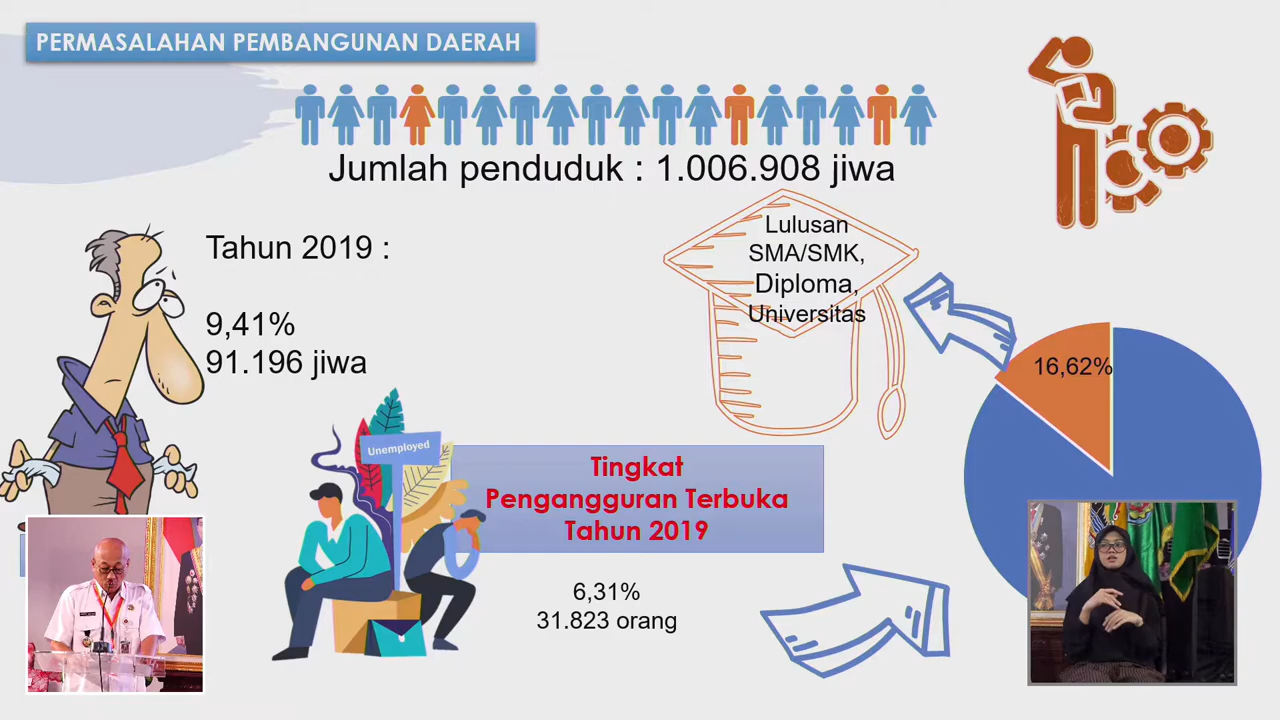 PERMASALAHAN PEMBANGUNAN DAERAH
Jumlah penduduk : 1.006.908 jiwa
Tahun 2019 :
9,41%
91.196 jiwa
Lulusan
SMA/SMK,
Diploma,
Universitas
16,62%
Unemployed
Tingkat
Pengangguran Terbuka
Tahun 2019
6,31%
31.823 orang